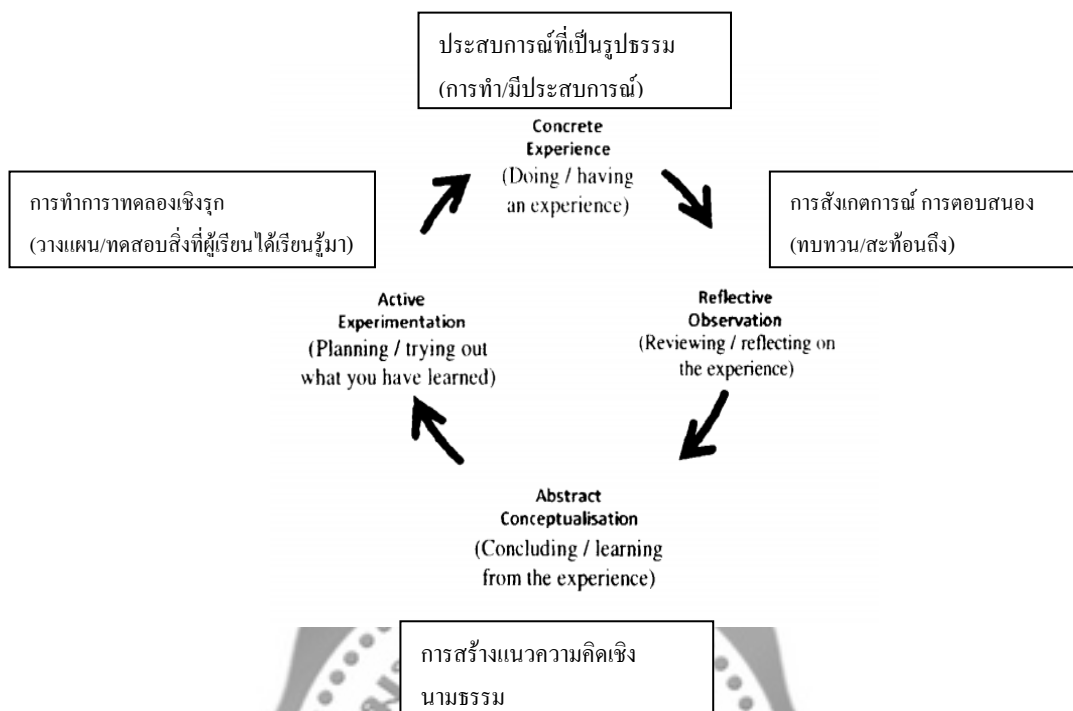 ประสบการณ์ที่เป็นรูปธรรม
(การทำ/มีประสบการณ์)
Concrete
Experience
(Doing / having
an experience)
การทำการาทดลองเชิงรุก
(วางแผน/ทดสอบสิ่งที่ผู้เรียนได้เรียนรู้มา)
การสังเกตการณ์ การตอบสนอง
(ทบทวน/สะท้อนถึง)
Active
Experimentation
(Planning / trying out
what you have learned)
Reflective
Observation
(Reviewing / reflecting on
the experience)
Abstract
Conceptualisation
(Concluding / learning
from the experience)
การสร้างแนวความคิดเชิง
นามธรรม